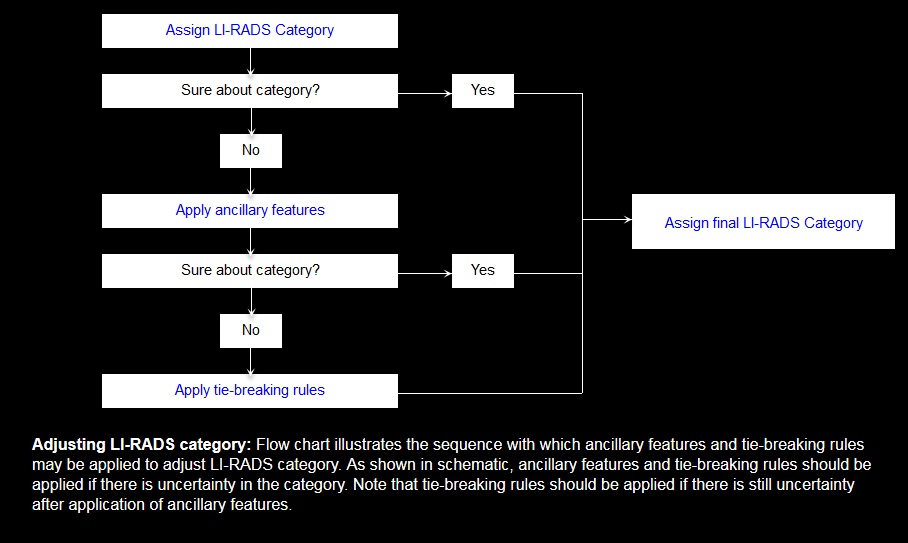 Assign LI-RADS Category
Sure about category?
Yes
No
Apply ancillary features
Assign final LI-RADS Category
Sure about category?
Yes
No
Apply tie-breaking rules
Adjusting LI-RADS category: Flow chart illustrates the sequence with which ancillary features and tie-breaking rules
may be applied to adjust LI-RADS category. As shown in schematic, ancillary features and tie-breaking rules should be
applied if there is uncertainty in the category. Note that tie-breaking rules should be applied if there is still uncertainty
after application of ancillary features.